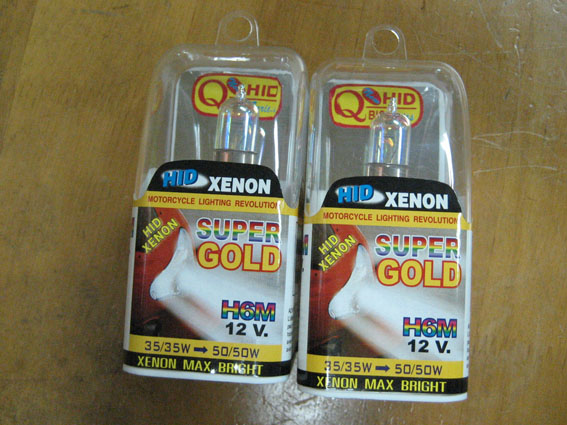 Q HID
HID XENON
MOTORCYCLE LIGHTING REVOLUTION
HID
XENON
SUPER
GOLD
H6M
12 V.
35/35W → 50/50W
XENON MAX BRIGHT
Q HID
HID XENON
MOTORCYCLE LIGHTING REVOLUTION
HID
XENON
SUPER
GOLD
H6M
12 V.
35/35W → 50/50W
XENON MAX BRIGHT